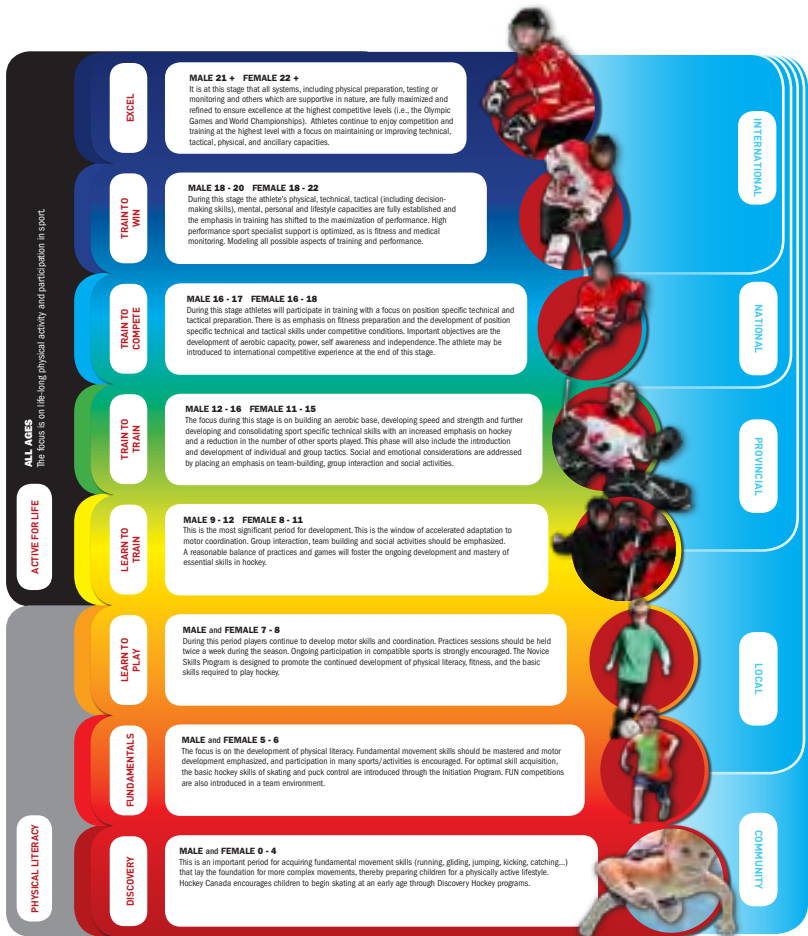 EXCEL
MALE 21 + FEMALE 22 +
It is at this stage that all systems, including physical preparation, testing or
monitoring and others which are supportive in nature, are fully maximized and
refined to ensure excellence at the highest competitive levels (i.e., the Olympic
Games and World Championships). Athletes continue to enjoy competition and
training at the highest level with a focus on maintaining or improving technical,
tactical, physical, and ancillary capacities.
TRAIN TO
WIN
MALE 18 - 20 FEMALE 18 - 22
During this stage the athlete's physical, technical, tactical (including decision-
making skills), mental, personal and lifestyle capacities are fully established and
the emphasis in training has shifted to the maximization of performance. High
performance sport specialist support is optimized, as is fitness and medical
monitoring. Modeling all possible aspects of training and performance.
TRAIN TO
COMPETE
MALE 16 - 17 FEMALE 16 - 18
During this stage athletes will participate in training with a focus on position specific technical and
tactical preparation. There is as emphasis on fitness preparation and the development of position
specific technical and tactical skills under competitive conditions. Important objectives are the
development of aerobic capacity, power, self awareness and independence. The athlete may be
introduced to international competitive experience at the end of this stage.
TRAIN TO
TRAIN
MALE 12 - 16 FEMALE 11 - 15
The focus during this stage is on building an aerobic base, developing speed and strength and further
developing and consolidating sport specific technical skills with an increased emphasis on hockey
and a reduction in the number of other sports played. This phase will also include the introduction
and development of individual and group tactics. Social and emotional considerations are addressed
by placing an emphasis on team-building, group interaction and social activities.
LEARN TO
TRAIN
MALE 9 - 12 FEMALE 8 - 11
This is the most significant period for development. This is the window of accelerated adaptation to
motor coordination. Group interaction, team building and social activities should be emphasized.
A reasonable balance of practices and games will foster the ongoing development and mastery of
essential skills in hockey.
LEARN TO
PLAY
MALE and FEMALE 7 - 8
During this period players continue to develop motor skills and coordination. Practices sessions should be held
twice a week during the season. Ongoing participation in compatible sports is strongly encouraged. The Novice
Skills Program is designed to promote the continued development of physical literacy, fitness, and the basic
skills required to play hockey.
FUNDAMENTALS
MALE and FEMALE 5 - 6
The focus is on the development of physical literacy. Fundamental movement skills should be mastered and motor
development emphasized, and participation in many sports/activities is encouraged. For optimal skill acquisition,
the basic hockey skills of skating and puck control are introduced through the Initiation Program. FUN competitions
are also introduced in a team environment.
DISCOVERY
MALE and FEMALE 0 - 4
This is an important period for acquiring fundamental movement skills (running, gliding, jumping, kicking, catching...)
that lay the foundation for more complex movements, thereby preparing children for a physically active lifestyle.
Hockey Canada encourages children to begin skating at an early age through Discovery Hockey programs.
ACTIVE FOR LIFE
ALL AGES
The focus is on life-long physical activity and participation in sport.
PHYSICAL LITERACY
INTERNATIONAL
NATIONAL
PROVINCIAL
LOCAL
COMMUNITY